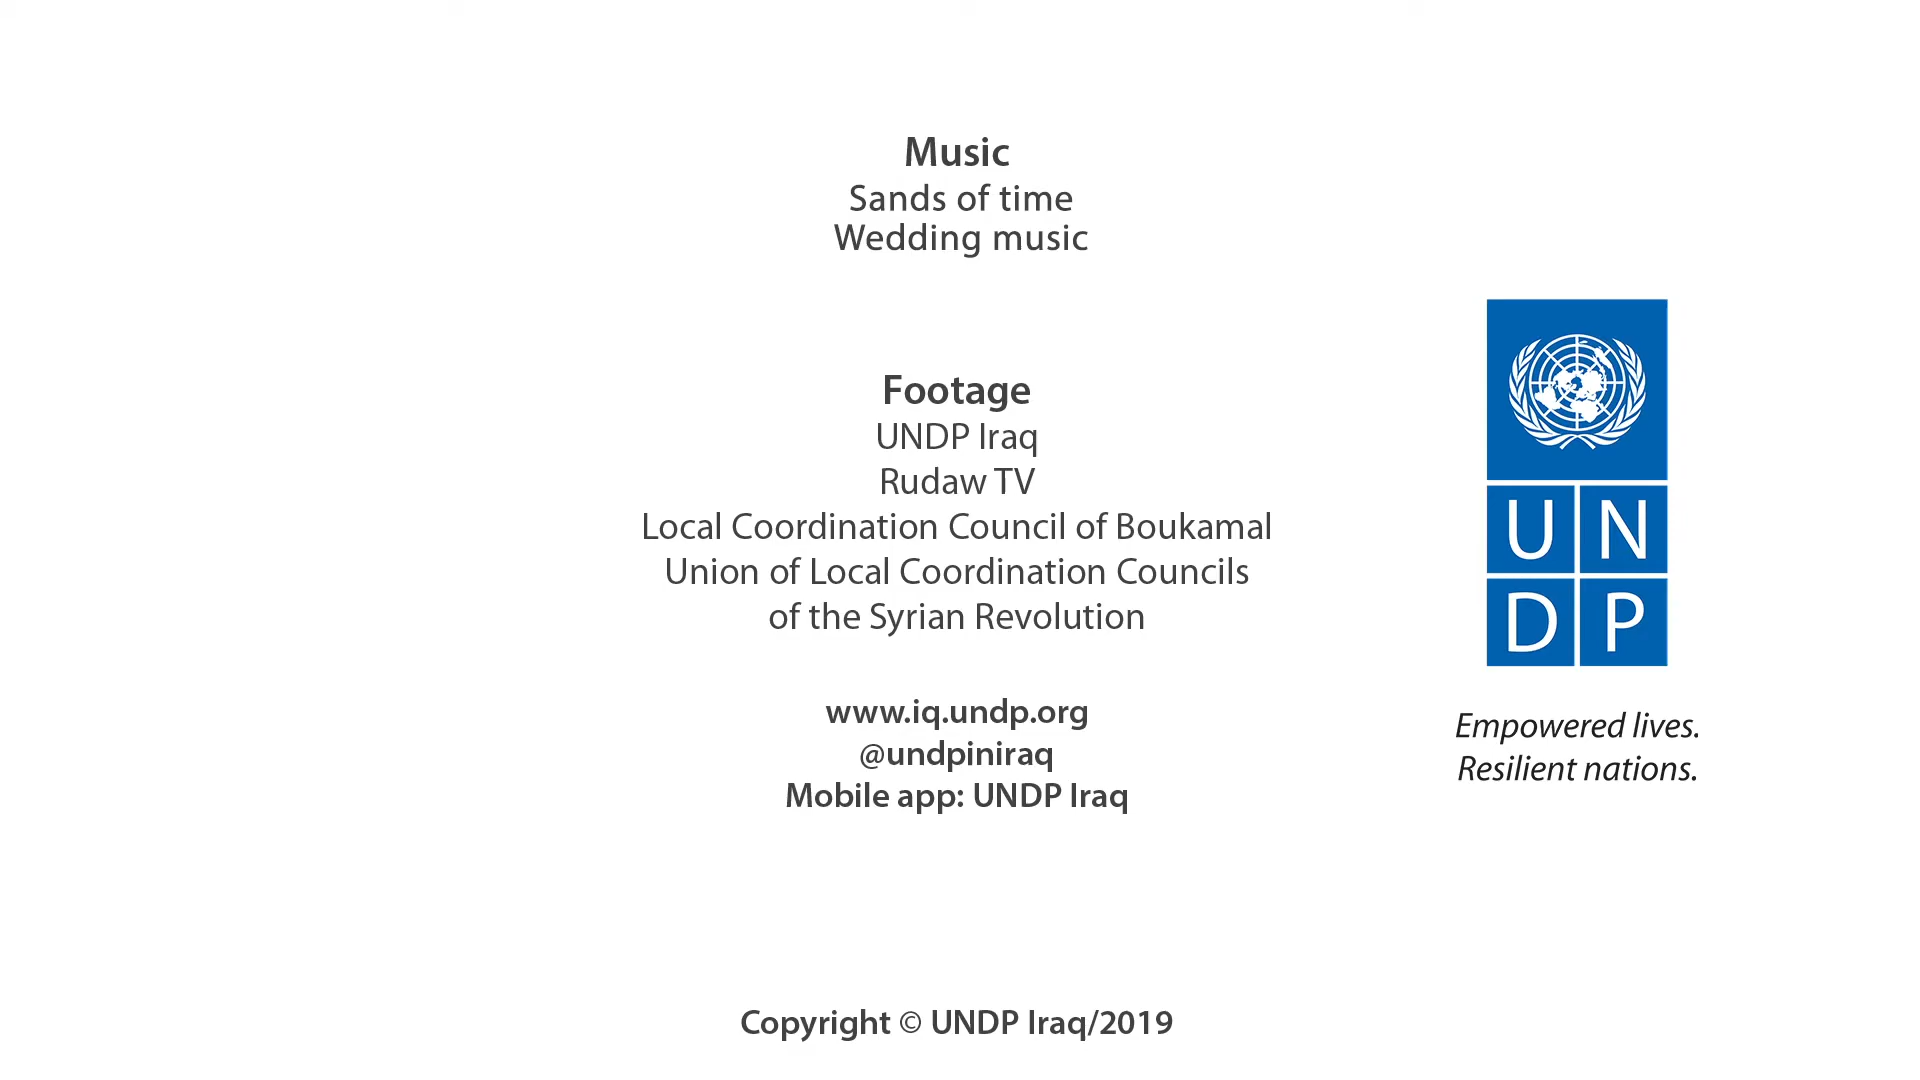 Music
Sands of time
Wedding music
Footage
UNDP Iraq
Rudaw TV
Local Coordination Council of Boukamal
Union of Local Coordination Councils
of the Syrian Revolution
www.iq.undp.org
@undpiniraq
Mobile app: UNDP Iraq
U N
D P
Empowered lives.
Resilient nations.
Copyright © UNDP Iraq/2019